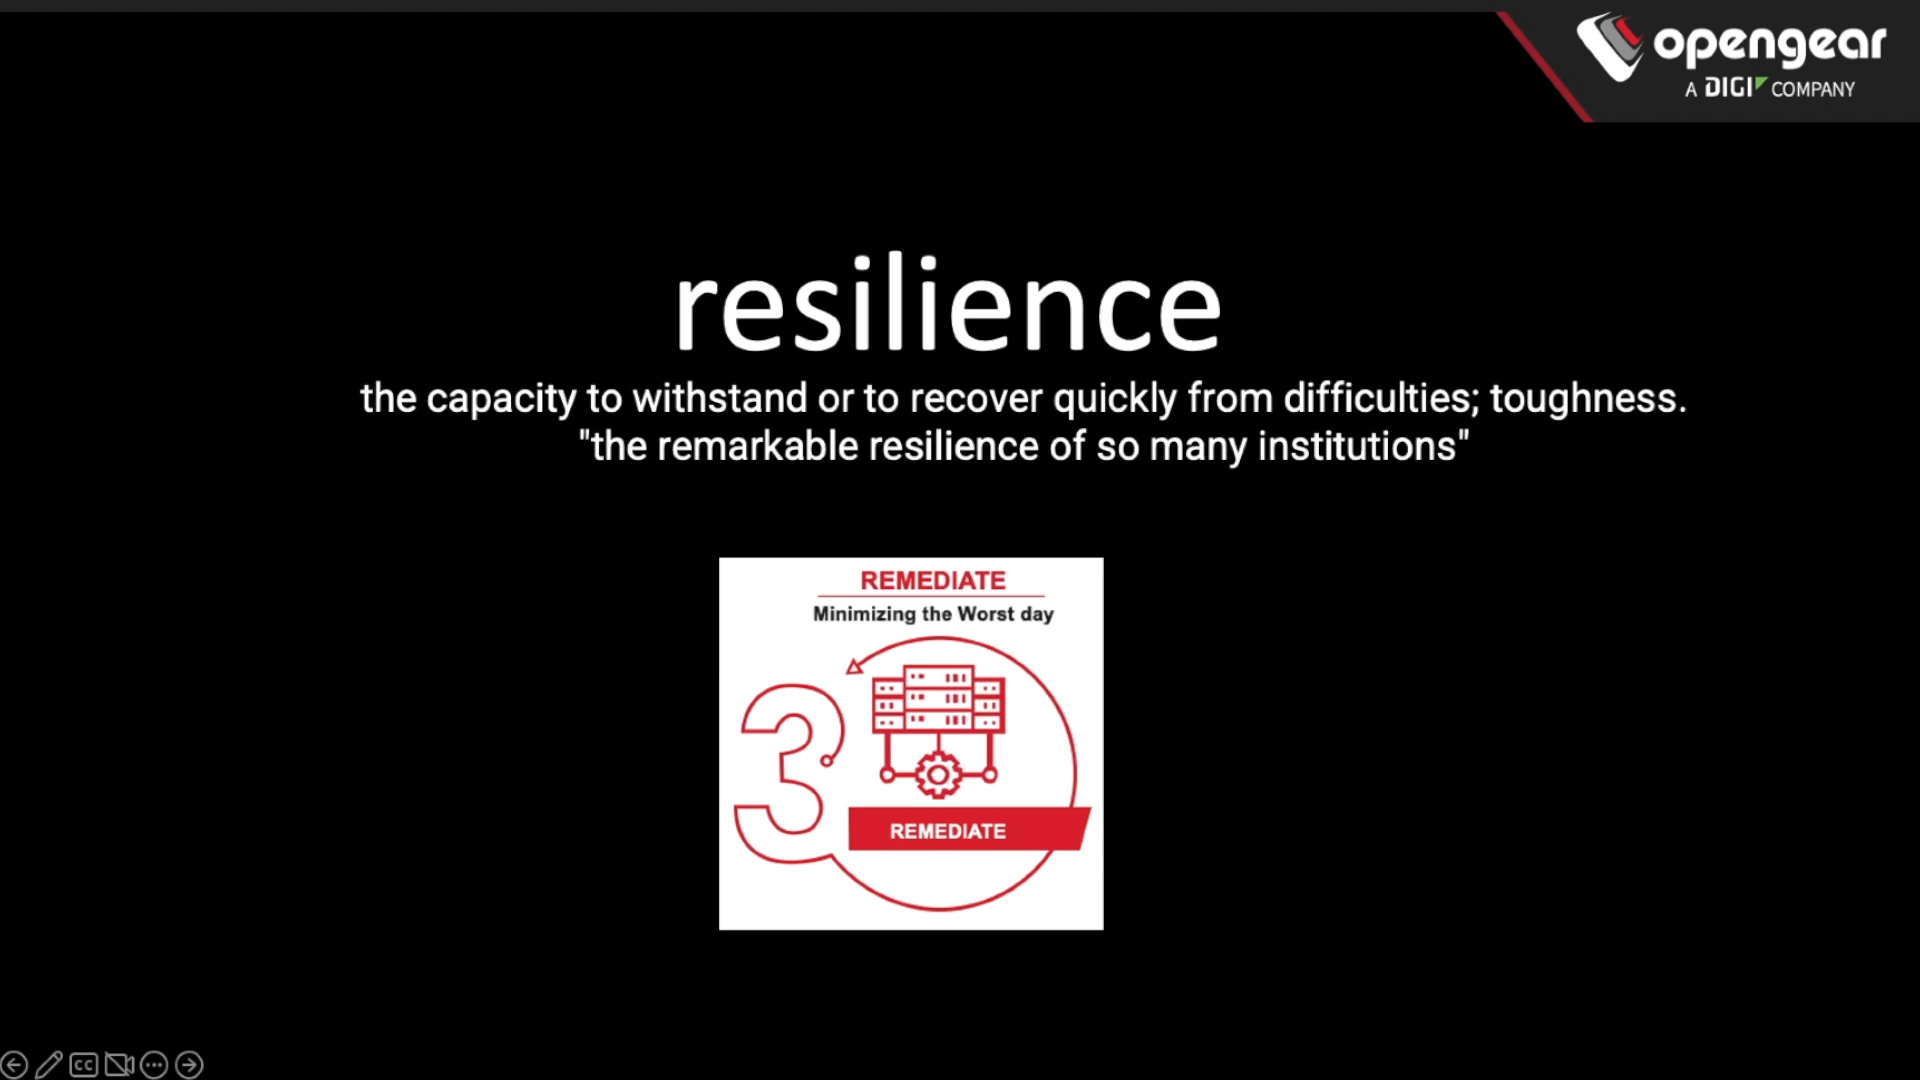 opengear
A DIGI COMPANY
resilience
the capacity to withstand or to recover quickly from difficulties; toughness.
"the remarkable resilience of so many institutions"
REMEDIATE
Minimizing the Worst day
3
REMEDIATE
CC